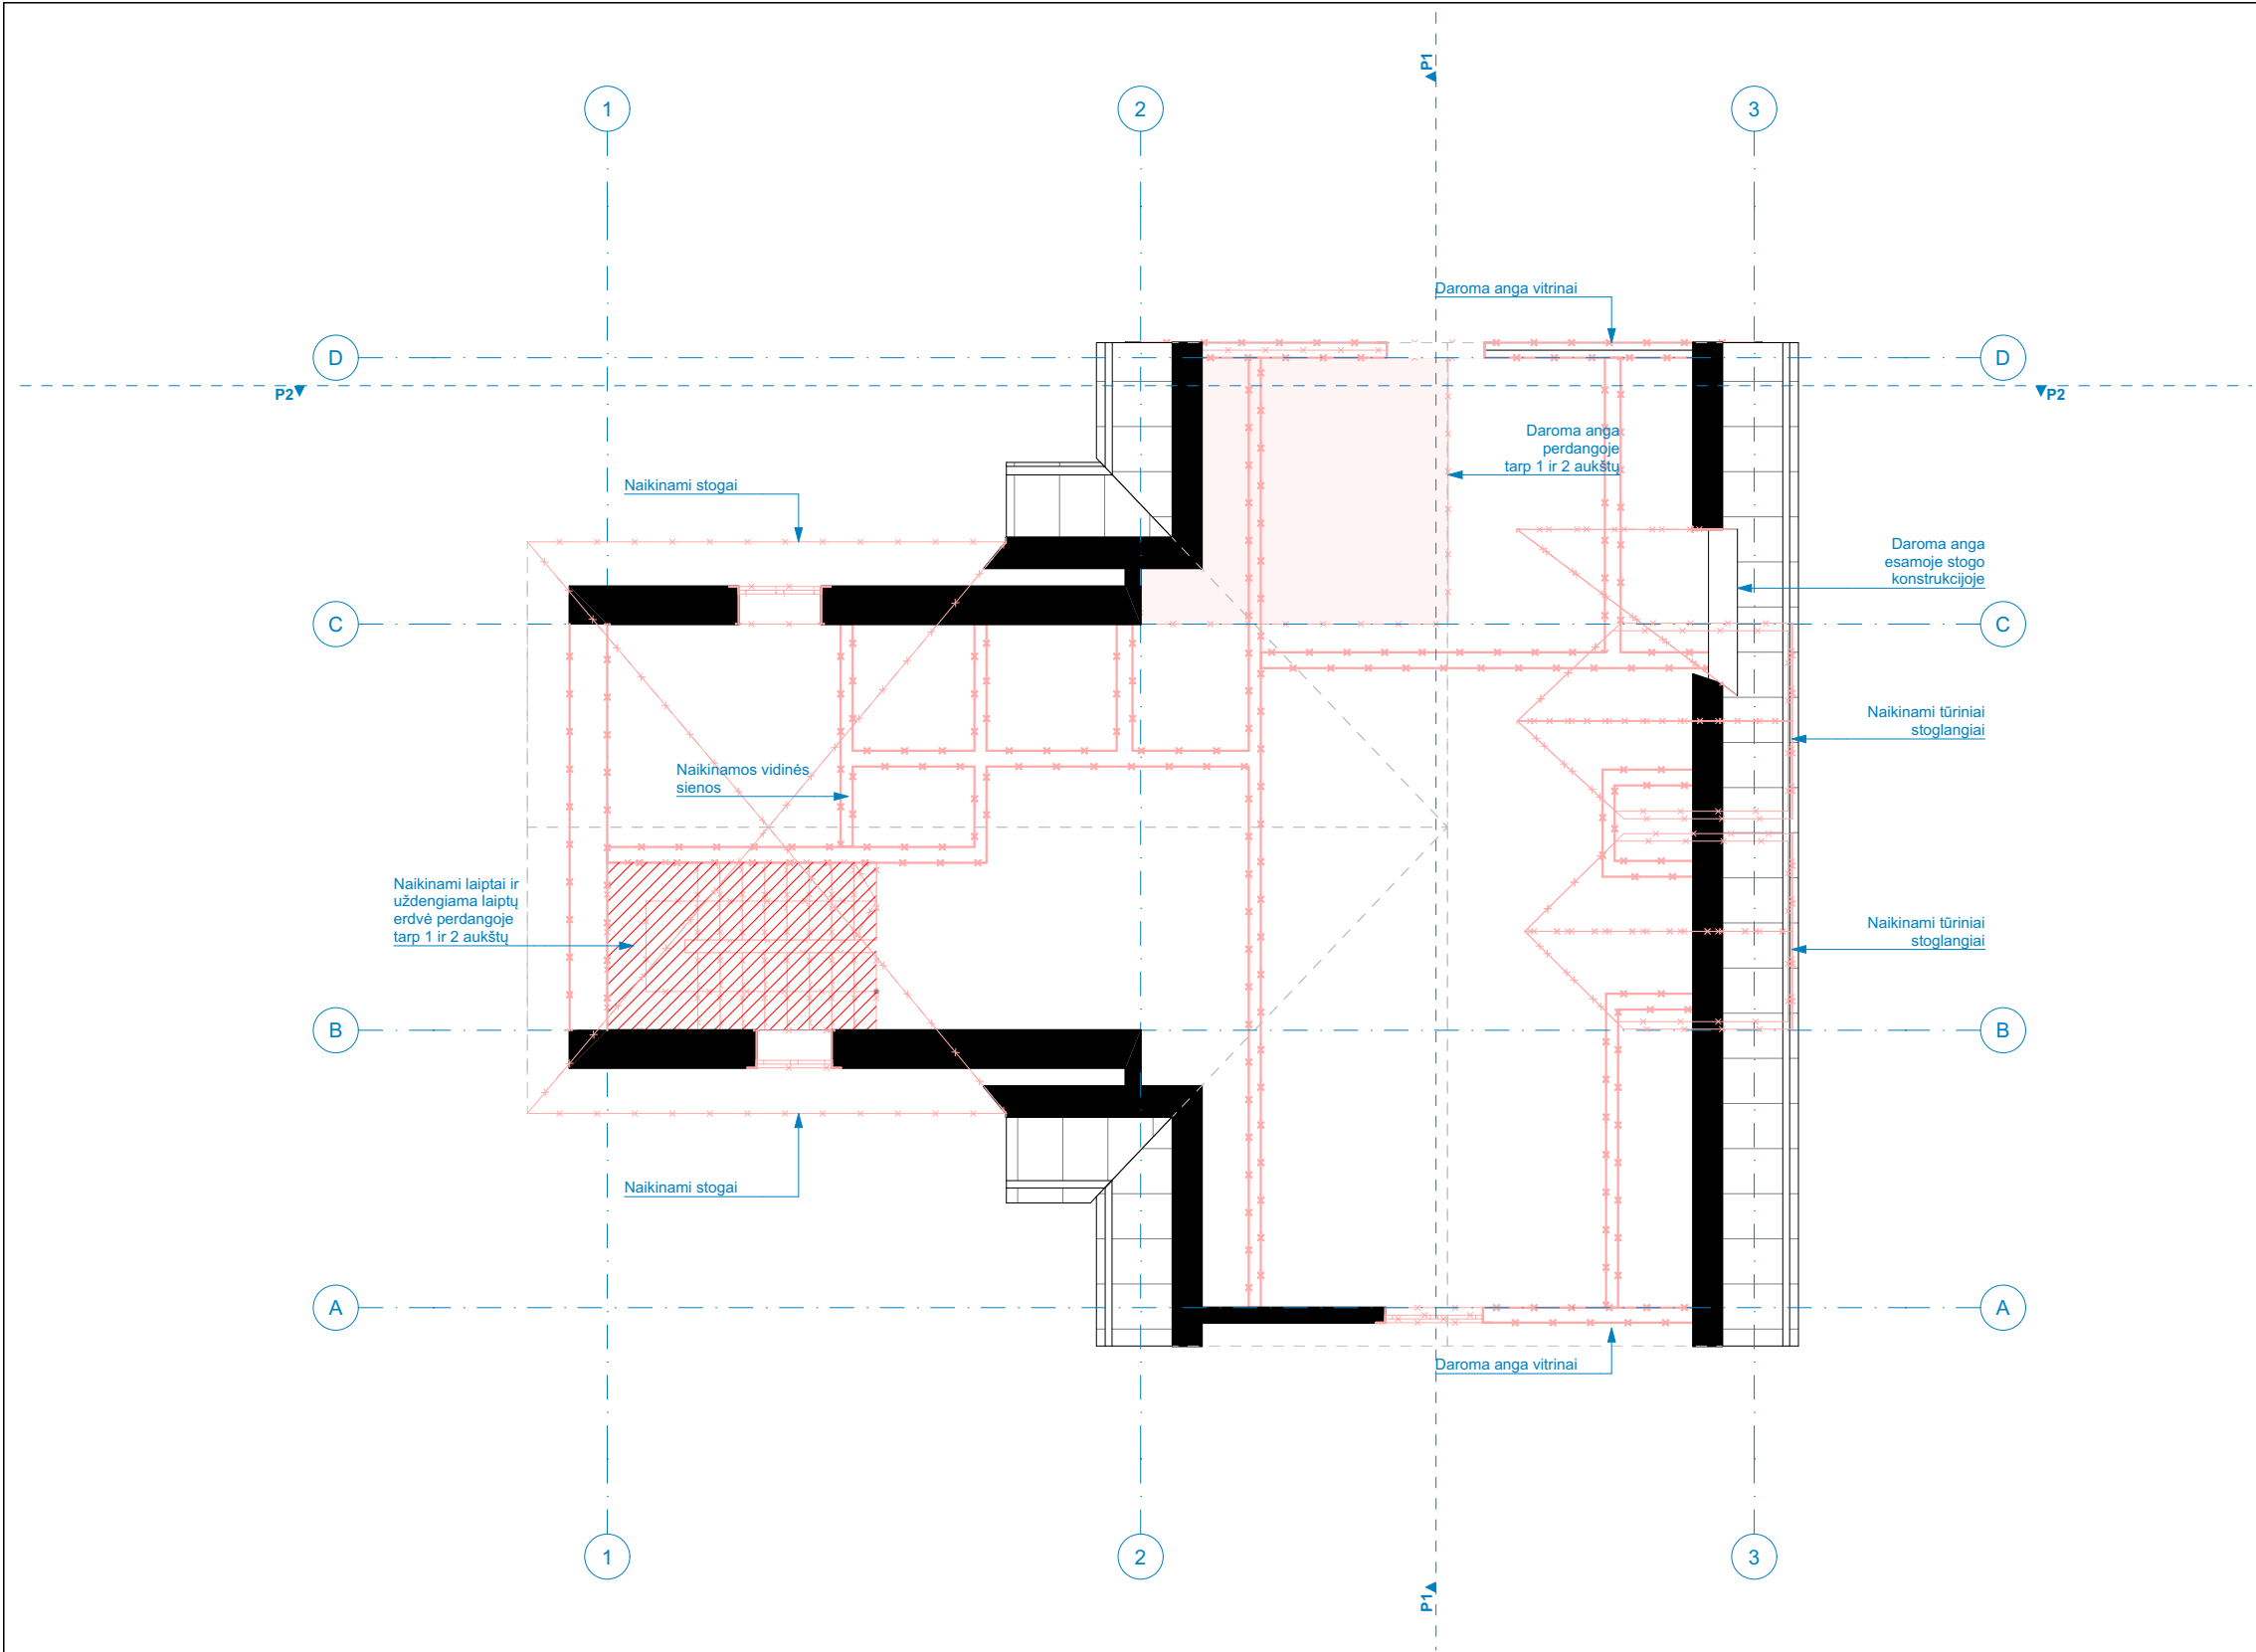 P1
1
2
3
Daroma anga vitrinai
D
D
P2
P2
Daroma anga
perdangoje
tarp 1 ir 2 aukštų
Naikinami stogai
Daroma anga
esamoje stogo
konstrukcijoje
C
C
Naikinami tūriniai
stoglangiai
Naikinamos vidinės
sienos
Naikinami laiptai ir
uždengiama laiptų
erdvė perdangoje
tarp 1 ir 2 aukštų
Naikinami tūriniai
stoglangiai
B
B
Naikinami stogai
A
A
Daroma anga vitrinai
1
2
3
P1